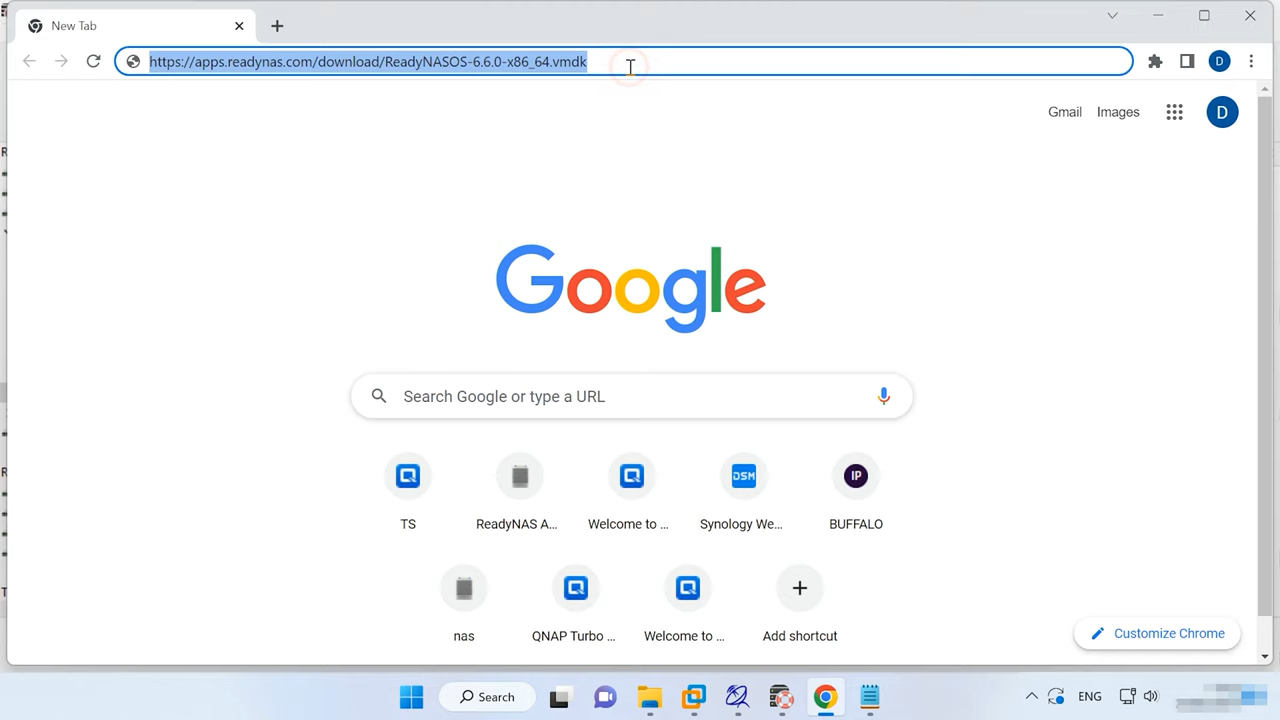 New Tab
https://apps.readynas.com/download/ReadyNASOS-6.6.0-x86_64.vmdk
D
Gmail
Images
D
Google
Search Google or type a URL
DSM
IP
TS
ReadyNAS A...
Welcome to ...
Synology We...
BUFFALO
nas
QNAP Turbo ...
Welcome to ...
Add shortcut
Customize Chrome
Search
ENG